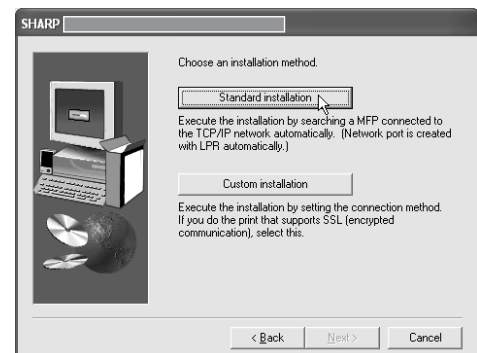 SHARP
Choose an installation method.
Standard installation
Execute the installation by searching a MFP connected to
the TCP/IP network automatically. (Network port is created
with LPR automatically.)
Custom installation
Execute the installation by setting the connection method.
If you do the print that supports SSL (encrypted
communication), select this.
< Back Next > Cancel